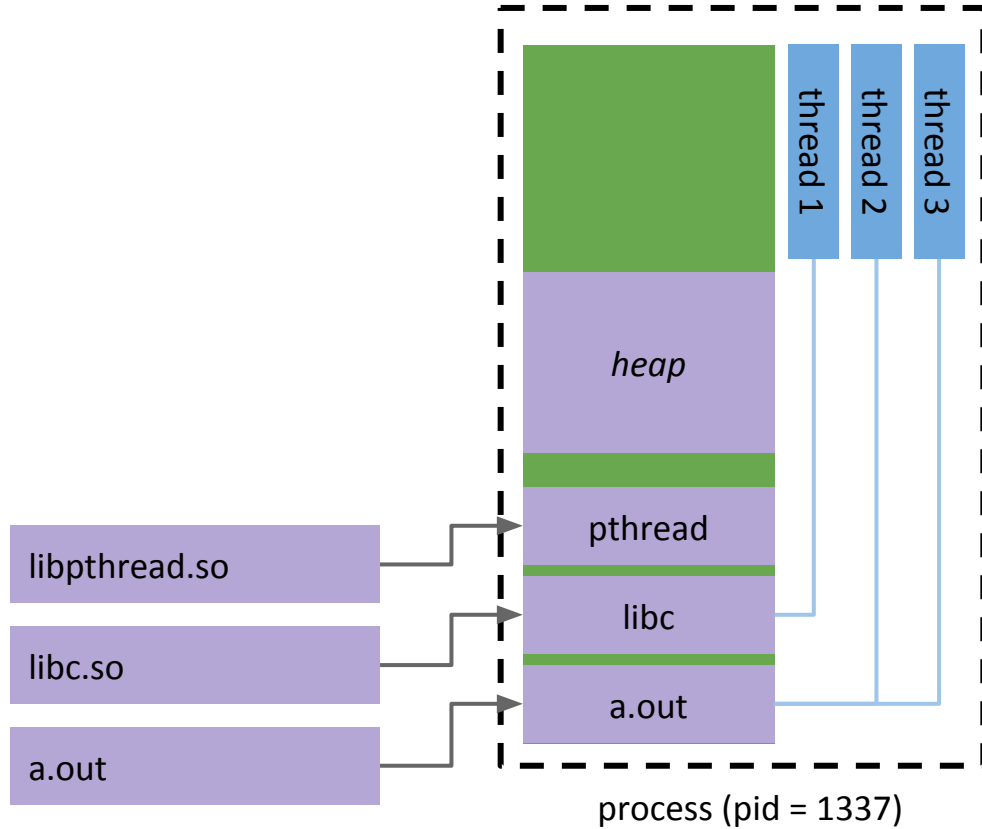 thread 1
thread 2
thread 3
heap
pthread
libc
a.out
libpthread.so
libc.so
a.out
process (pid = 1337)